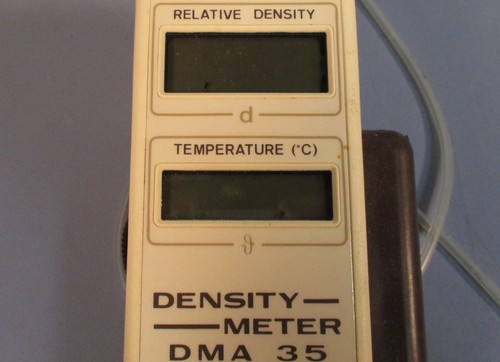 RELATIVE DENSITY
d
TEMPERATURE (°C)
ϑ
DENSITY—
—METER
DMA 35